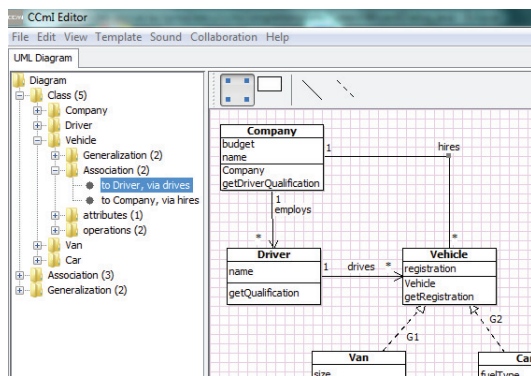 CCmI Editor
File Edit View Template Sound Collaboration Help
UML Diagram
Diagram
Class (5)
Company
Driver
Vehicle
Generalization (2)
Association (2)
to Driver, via drives
to Company, via hires
attributes (1)
operations (2)
Van
Car
Association (3)
Generalization (2)
Company
budget
name
Company
getDriverQualification
1
hires
1
employs
*
*
Driver
name
getQualification
1 drives *
Vehicle
registration
Vehicle
getRegistration
G1
G2
Van
size
Car
fuelType